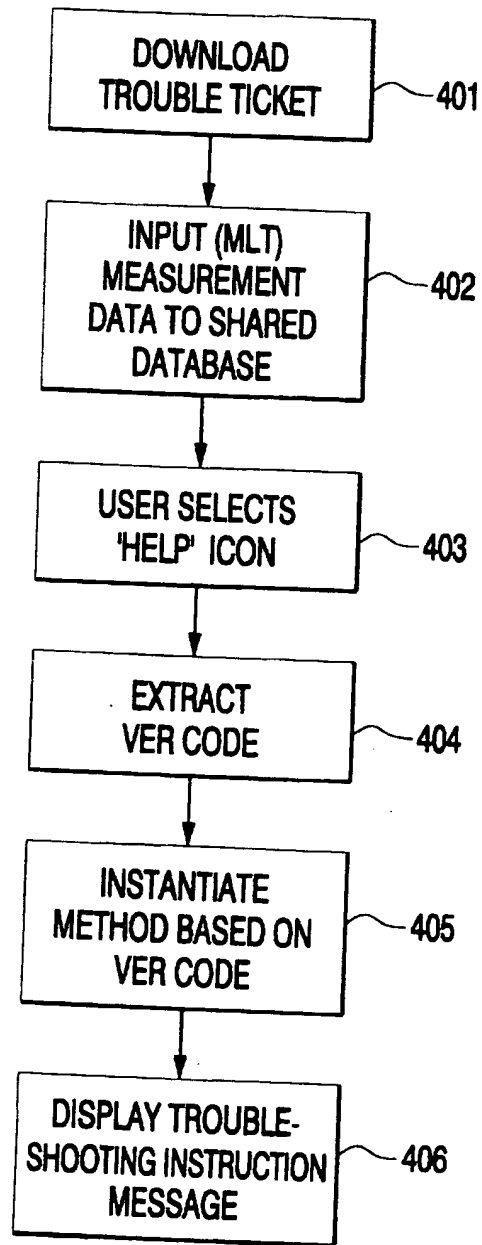 DOWNLOAD
TROUBLE TICKET
401
INPUT (MLT)
MEASUREMENT
DATA TO SHARED
DATABASE
402
USER SELECTS
'HELP' ICON
403
EXTRACT
VER CODE
404
INSTANTIATE
METHOD BASED ON
VER CODE
405
DISPLAY TROUBLE-
SHOOTING INSTRUCTION
MESSAGE
406